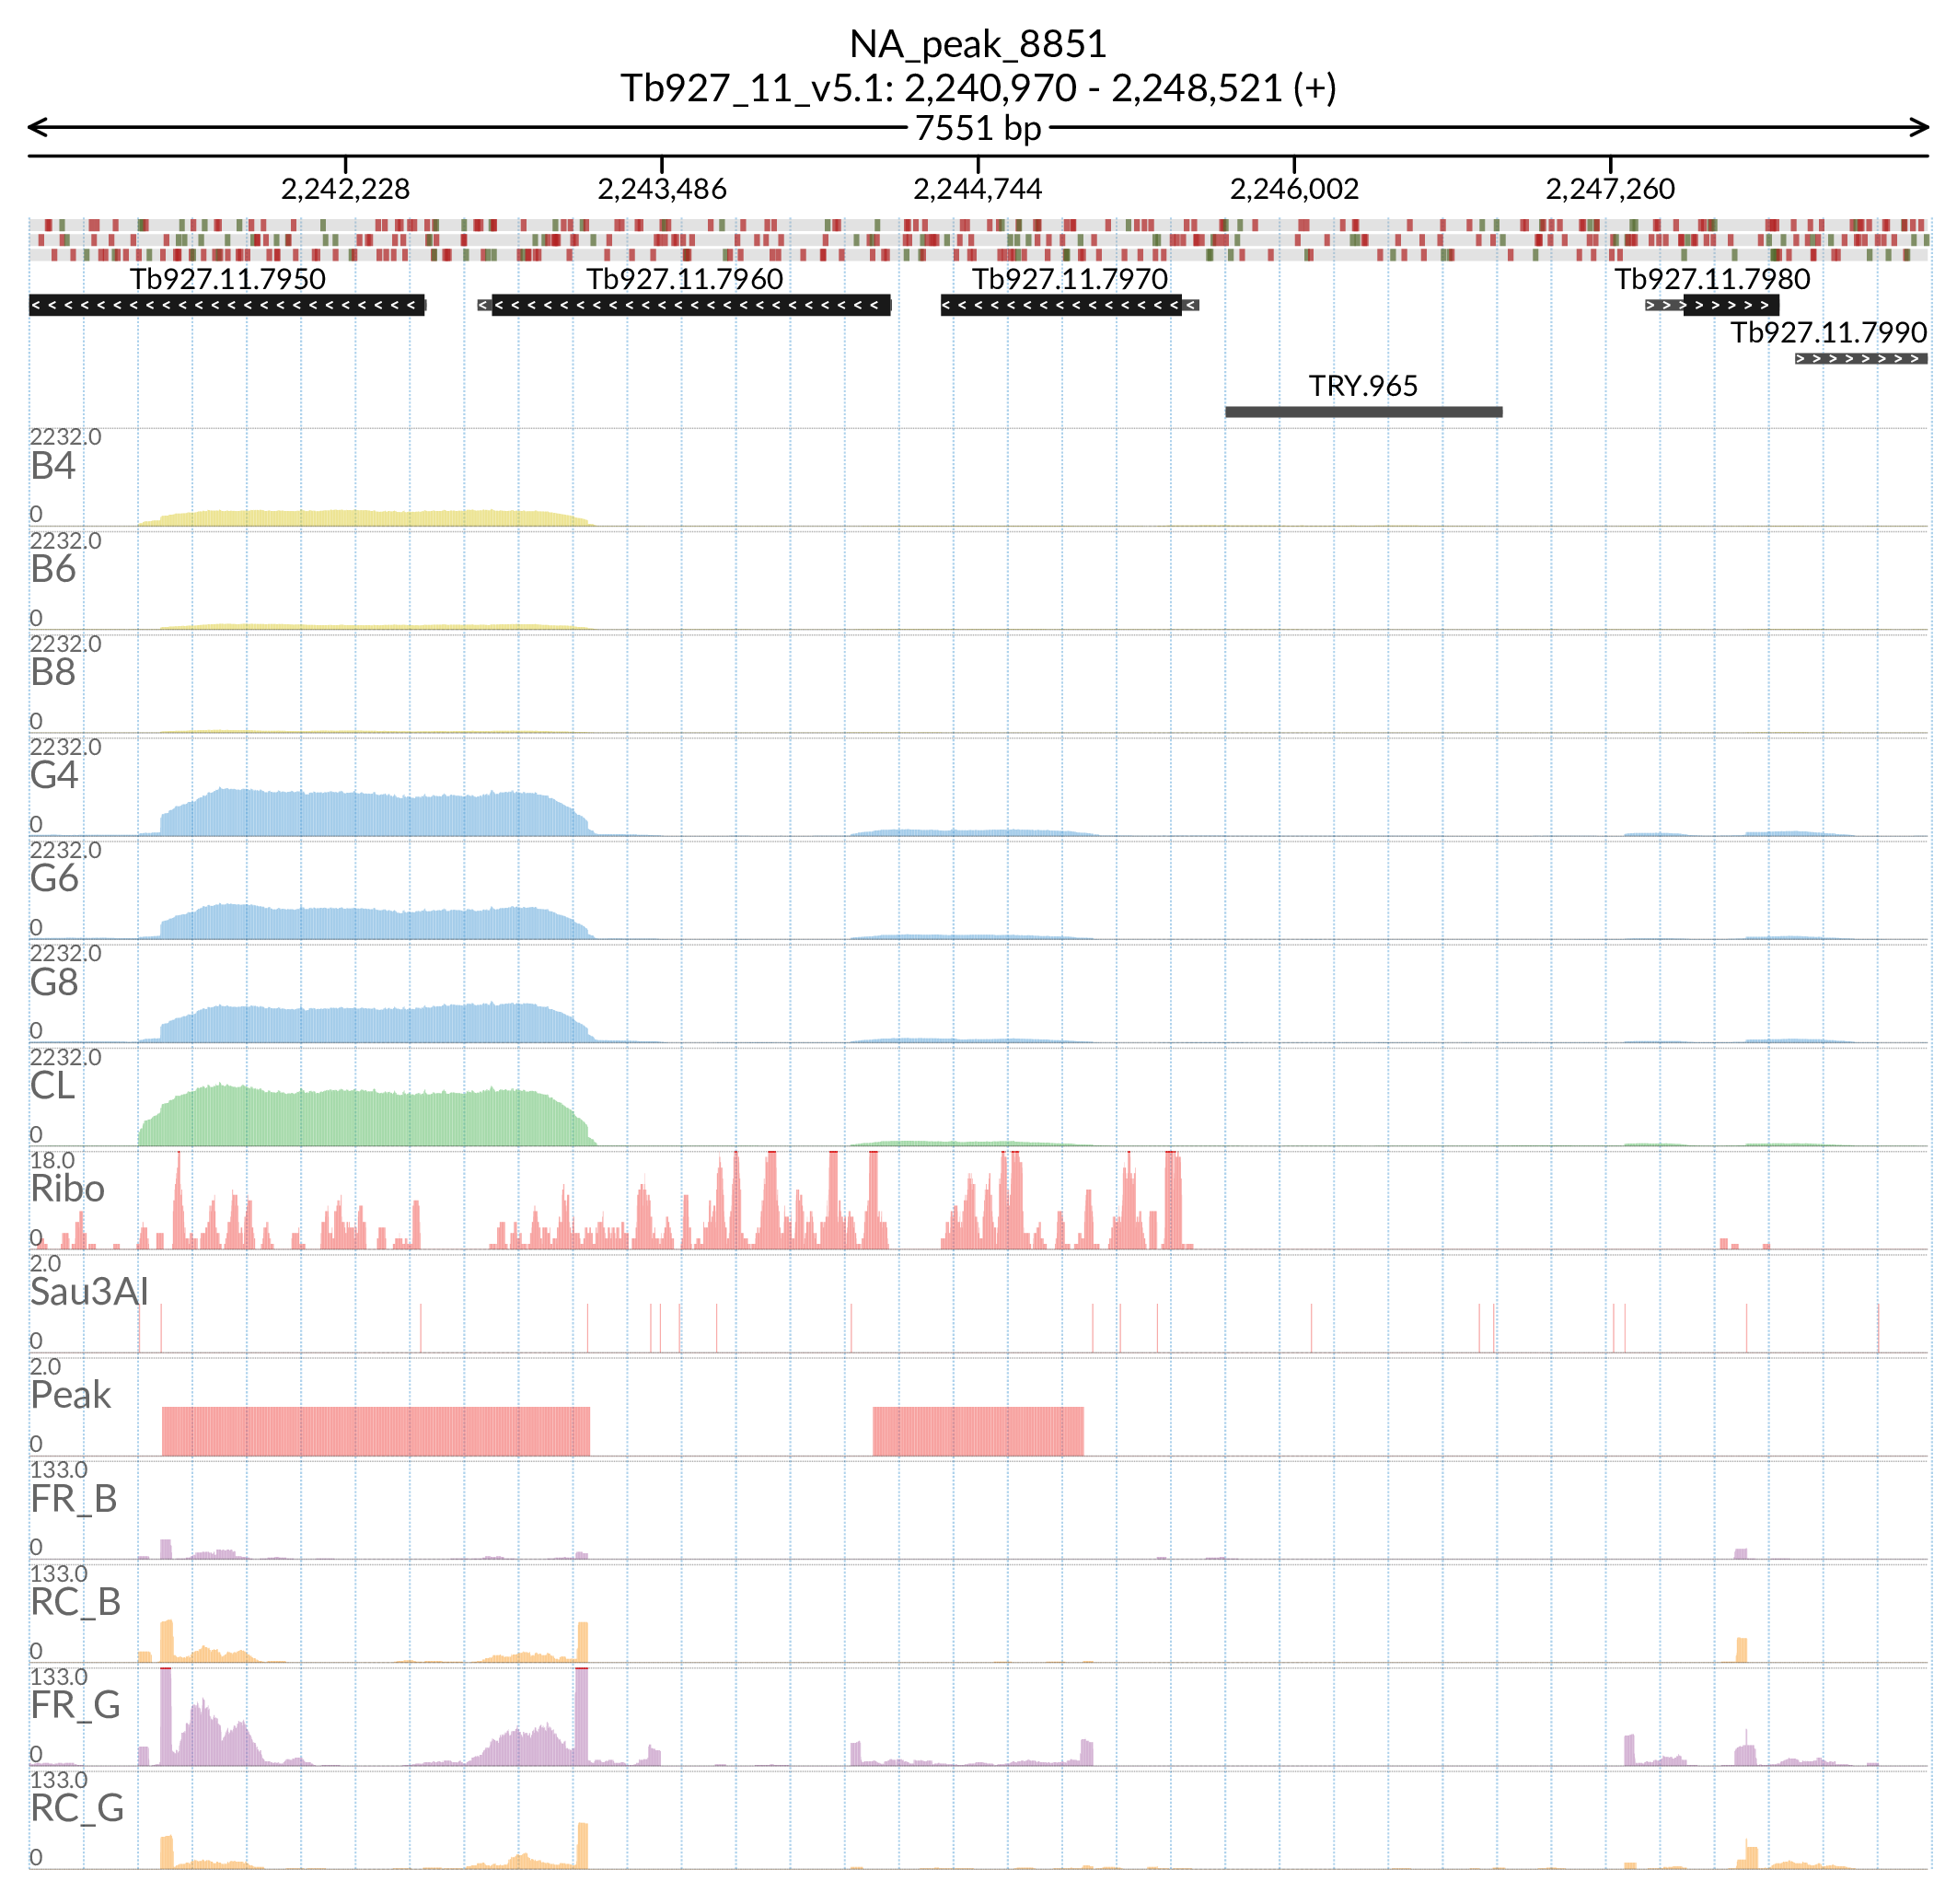 NA_peak_8851
Tb927_11_v5.1: 2,240,970 - 2,248,521 (+)
7551 bp
2,242,228 2,243,486 2,244,744 2,246,002 2,247,260
Tb927.11.7950 Tb927.11.7960 Tb927.11.7970 Tb927.11.7980
Tb927.11.7990
TRY.965
2232.0
B4
0
2232.0
B6
0
2232.0
B8
0
2232.0
G4
0
2232.0
G6
0
2232.0
G8
0
2232.0
CL
0
18.0
Ribo
0
2.0
Sau3AI
0
2.0
Peak
0
133.0
FR_B
0
133.0
RC_B
0
133.0
FR_G
0
133.0
RC_G
0